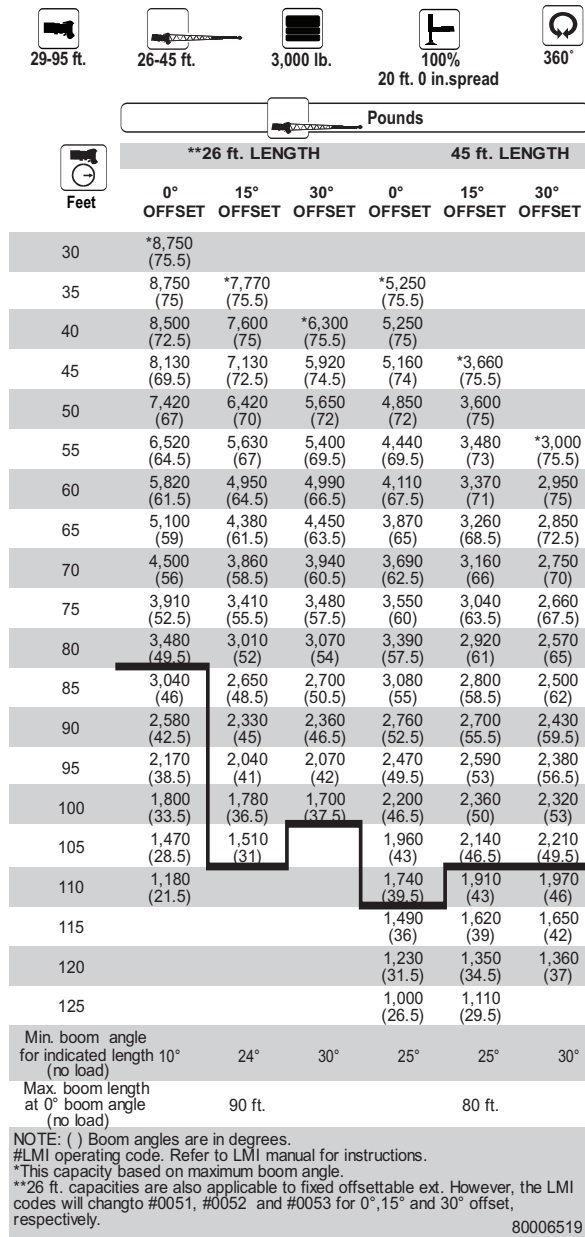 29-95 ft. 26-45 ft. 3,000 lb. 100% 360°
20 ft. 0 in.spread
Pounds
**26 ft. LENGTH 45 ft. LENGTH
Feet
0° 15° 30° 0° 15° 30°
OFFSET OFFSET OFFSET OFFSET OFFSET OFFSET
30 *8,750
(75.5)
35 8,750 *7,770 *5,250
(75) (75.5) (75.5)
40 8,500 7,600 *6,300 5,250
(72.5) (75) (75.5) (75)
45 8,130 7,130 5,920 5,160 *3,660
(69.5) (72.5) (74.5) (74) (75.5)
50 7,420 6,420 5,650 4,850 3,600
(67) (70) (72) (72) (75)
55 6,520 5,630 5,400 4,440 3,480 *3,000
(64.5) (67) (69.5) (69.5) (73) (75.5)
60 5,820 4,950 4,990 4,110 3,370 2,950
(61.5) (64.5) (66.5) (67.5) (71) (75)
65 5,100 4,380 4,450 3,870 3,260 2,850
(59) (61.5) (63.5) (65) (68.5) (72.5)
70 4,500 3,860 3,940 3,690 3,160 2,750
(56) (58.5) (60.5) (62.5) (66) (70)
75 3,910 3,410 3,480 3,550 3,040 2,660
(52.5) (55.5) (57.5) (60) (63.5) (67.5)
80 3,480 3,010 3,070 3,390 2,920 2,570
(49.5) (52) (54) (57.5) (61) (65)
85 3,040 2,650 2,700 3,080 2,800 2,500
(46) (48.5) (50.5) (55) (58.5) (62)
90 2,580 2,330 2,360 2,760 2,700 2,430
(42.5) (45) (46.5) (52.5) (55.5) (59.5)
95 2,170 2,040 2,070 2,470 2,590 2,380
(38.5) (41) (42) (49.5) (53) (56.5)
100 1,800 1,780 1,700 2,200 2,360 2,320
(33.5) (36.5) (37.5) (46.5) (50) (53)
105 1,470 1,510 1,960 2,140 2,210
(28.5) (31) (43) (46.5) (49.5)
110 1,180 1,740 1,910 1,970
(21.5) (39.5) (43) (46)
115 1,490 1,620 1,650
(36) (39) (42)
120 1,230 1,350 1,360
(31.5) (34.5) (37)
125 1,000 1,110
(26.5) (29.5)
Min. boom angle
for indicated length 10° 24° 30° 25° 25° 30°
(no load)
Max. boom length
at 0° boom angle 90 ft. 80 ft.
(no load)
NOTE: ( ) Boom angles are in degrees.
#LMI operating code. Refer to LMI manual for instructions.
*This capacity based on maximum boom angle.
**26 ft. capacities are also applicable to fixed offsettable ext. However, the LMI
codes will changto #0051, #0052 and #0053 for 0°,15° and 30° offset,
respectively. 80006519